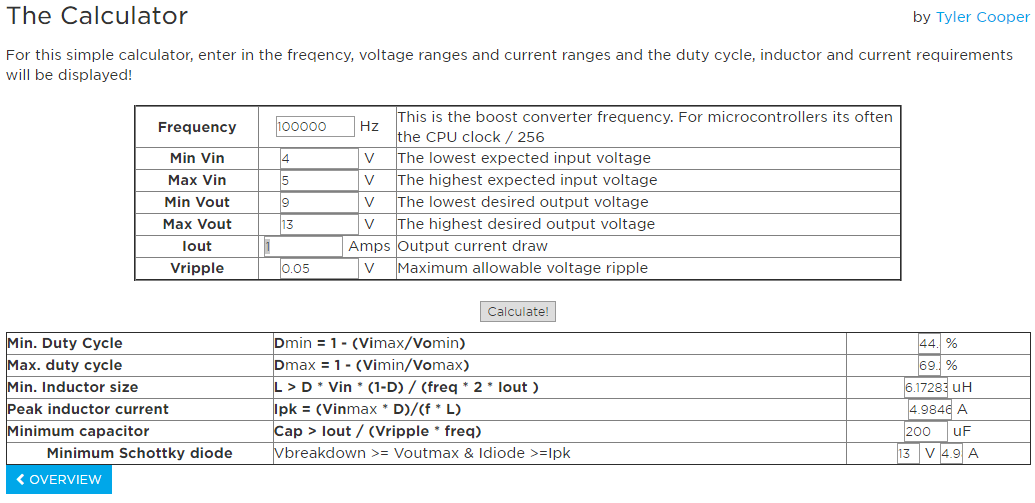 The Calculator
by Tyler Cooper
For this simple calculator, enter in the freqency, voltage ranges and current ranges and the duty cycle, inductor and current requirements
will be displayed!
Frequency 100000 Hz This is the boost converter frequency. For microcontrollers its often
the CPU clock / 256
Min Vin 4 V The lowest expected input voltage
Max Vin 5 V The highest expected input voltage
Min Vout 9 V The lowest desired output voltage
Max Vout 13 V The highest desired output voltage
Iout 1 Amps Output current draw
Vripple 0.05 V Maximum allowable voltage ripple
Calculate!
Min. Duty Cycle Dmin = 1 - (Vimax/Vomin) 44. %
Max. duty cycle Dmax = 1 - (Vimin/Vomax) 69. %
Min. Inductor size L > D * Vin * (1-D) / (freq * 2 * Iout ) 6.17283 uH
Peak inductor current Ipk = (Vinmax * D)/(f * L) 4.9846 A
Minimum capacitor Cap > Iout / (Vripple * freq) 200 uF
Minimum Schottky diode Vbreakdown >= Voutmax & Idiode >=Ipk 13 V 4.9 A
OVERVIEW